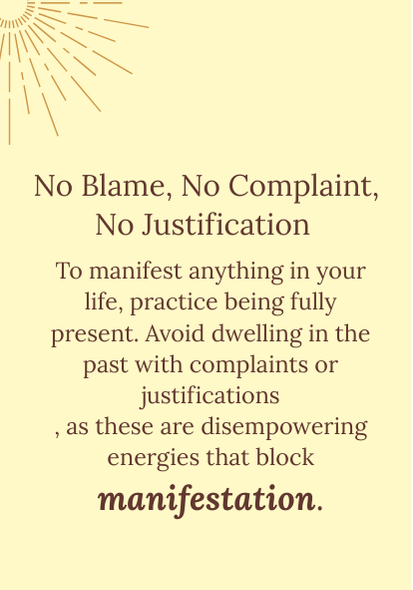 No Blame, No Complaint,
No Justification
To manifest anything in your
life, practice being fully
present. Avoid dwelling in the
past with complaints or
justifications
, as these are disempowering
energies that block
manifestation.